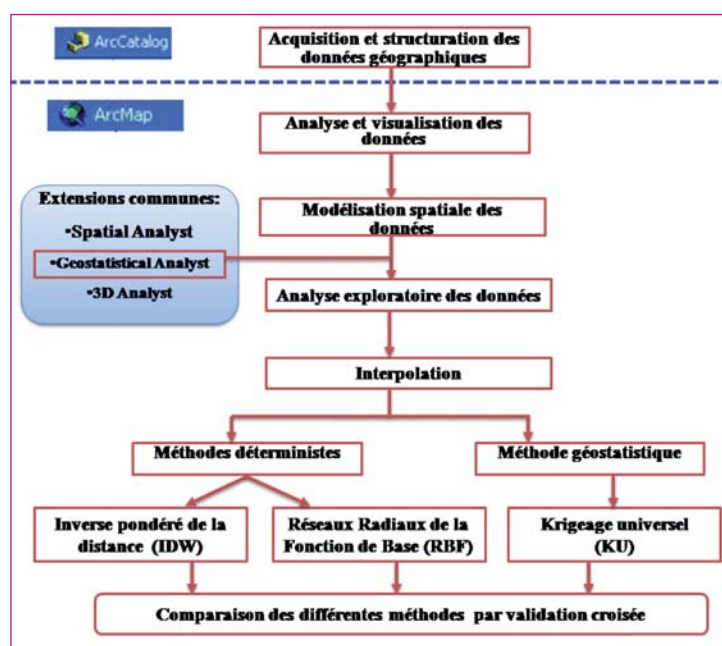 ArcCatalog
Acquisition et structuration des
données géographiques
ArcMap
Analyse et visualisation des
données
Extensions communes:
•Spatial Analyst
•Geostatistical Analyst
•3D Analyst
Modélisation spatiale des
données
Analyse exploratoire des données
Interpolation
Méthodes déterministes
Méthode géostatistique
Inverse pondéré de la
distance (IDW)
Réseaux Radiaux de la
Fonction de Base (RBF)
Krigeage universel
(KU)
Comparaison des différentes méthodes par validation croisée